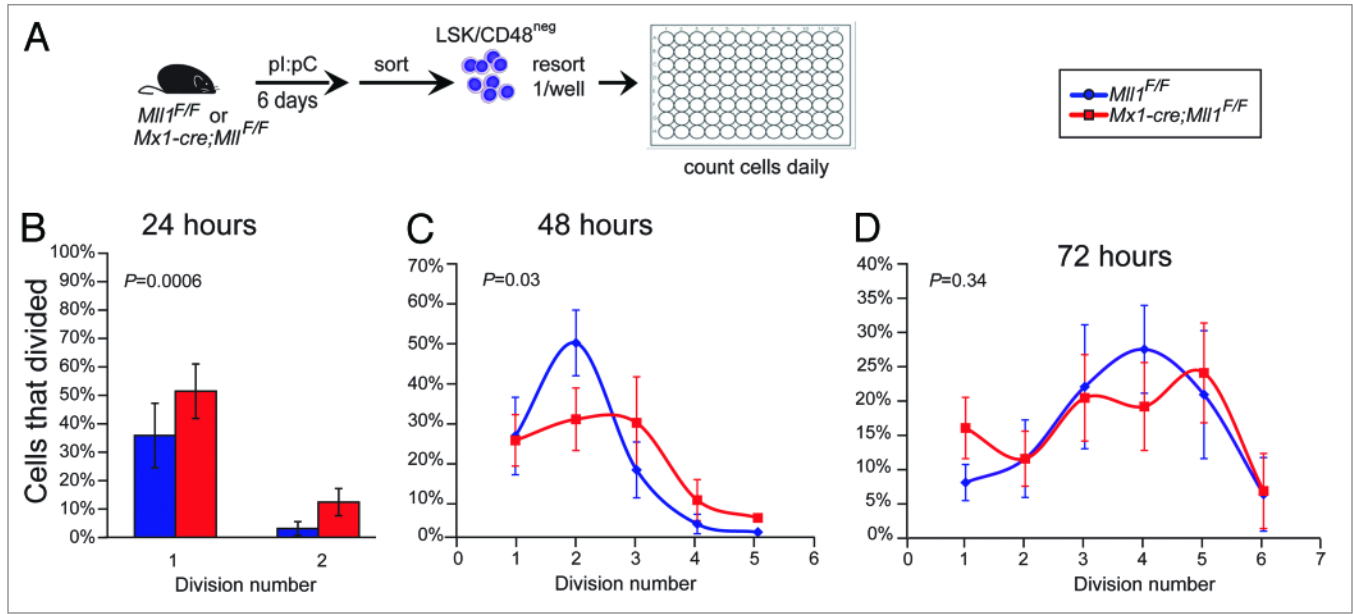 A
LSK/CD48neg
pI:pC
6 days
sort
resort
1/well
Mll1F/F or
Mx1-cre;MllF/F
count cells daily
Mll1F/F
Mx1-cre;Mll1F/F
B
24 hours
Cells that divided
100%
90%
80%
70%
60%
50%
40%
30%
20%
10%
0%
P=0.0006
1 2
Division number
C
48 hours
70%
60%
50%
40%
30%
20%
10%
0%
P=0.03
0 1 2 3 4 5 6
Division number
D
72 hours
40%
35%
30%
25%
20%
15%
10%
5%
0%
P=0.34
0 1 2 3 4 5 6 7
Division number